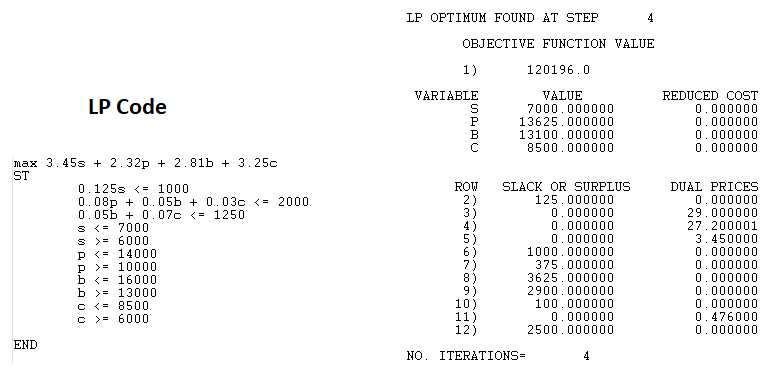 LP Code
max 3.45s + 2.32p + 2.81b + 3.25c
ST
0.125s <= 1000
0.08p + 0.05b + 0.03c <= 2000
0.05b + 0.07c <= 1250
s <= 7000
s >= 6000
p <= 14000
p >= 10000
b <= 16000
b >= 13000
c <= 8500
c >= 6000
END
LP OPTIMUM FOUND AT STEP 4
OBJECTIVE FUNCTION VALUE
1) 120196.0
VARIABLE VALUE REDUCED COST
S 7000.000000 0.000000
P 13625.000000 0.000000
B 13100.000000 0.000000
C 8500.000000 0.000000
ROW SLACK OR SURPLUS DUAL PRICES
2) 125.000000 0.000000
3) 0.000000 29.000000
4) 0.000000 27.200001
5) 0.000000 3.450000
6) 1000.000000 0.000000
7) 375.000000 0.000000
8) 3625.000000 0.000000
9) 2900.000000 0.000000
10) 100.000000 0.000000
11) 0.000000 0.476000
12) 2500.000000 0.000000
NO. ITERATIONS= 4